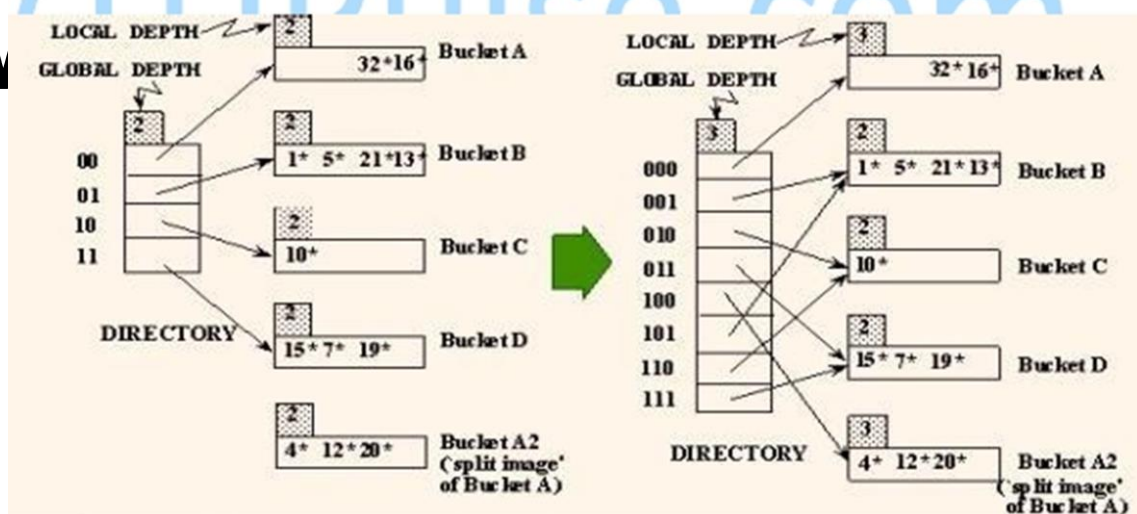 LOCAL DEPTH
2
32*16*
Bucket A
GLOBAL DEPTH
2
00
01
10
11
2
1* 5* 21*13*
Bucket B
2
10*
Bucket C
DIRECTORY
2
15* 7* 19*
Bucket D
2
4* 12*20*
Bucket A2
('split image'
of Bucket A)
LOCAL DEPTH
3
32* 16*
Bucket A
GLOBAL DEPTH
3
000
001
010
011
100
101
110
111
2
1* 5* 21*13*
Bucket B
2
10*
Bucket C
2
15* 7* 19*
Bucket D
DIRECTORY
3
4* 12*20*
Bucket A2
('split image'
of Bucket A)